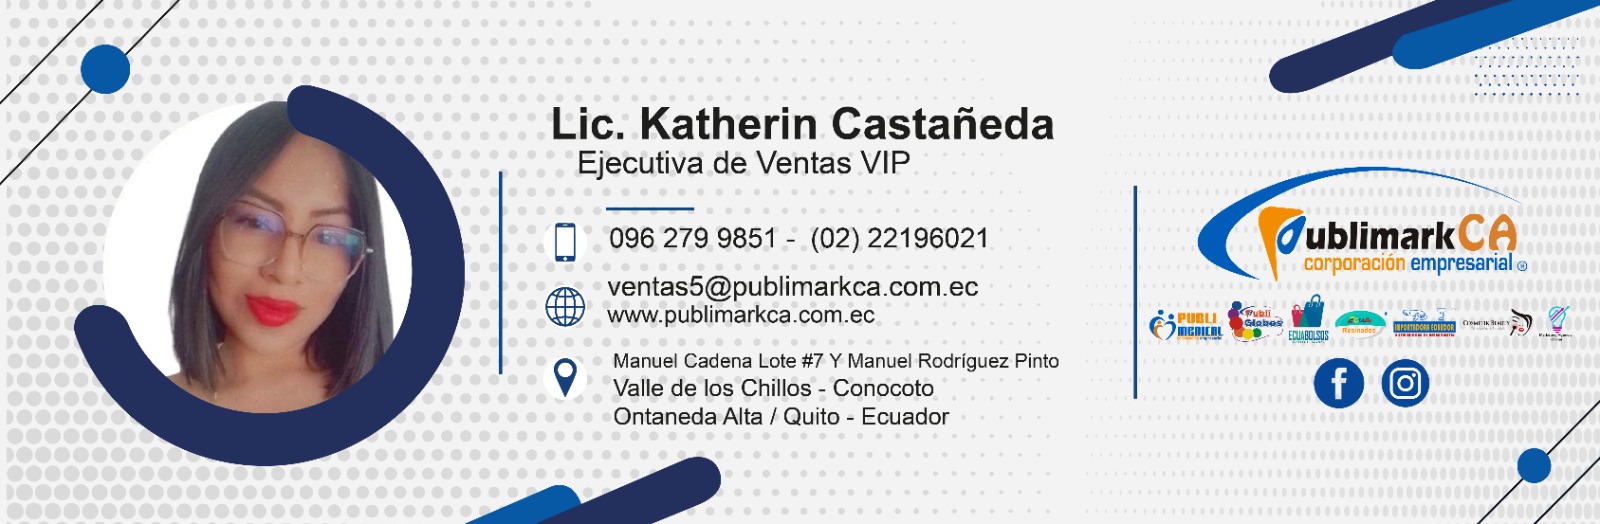 Lic. Katherin Castañeda
Ejecutiva de Ventas VIP
096 279 9851 - (02) 22196021
ventas5@publimarkca.com.ec
www.publimarkca.com.ec
Manuel Cadena Lote #7 Y Manuel Rodríguez Pinto
Valle de los Chillos - Conocoto
Ontaneda Alta / Quito - Ecuador
PublimarkCA
corporación empresarial ®
PUBLI
MEDICAL
Publi
Globos
ECUABOLSOS
Resinados
IMPORTADORA ECUADOR